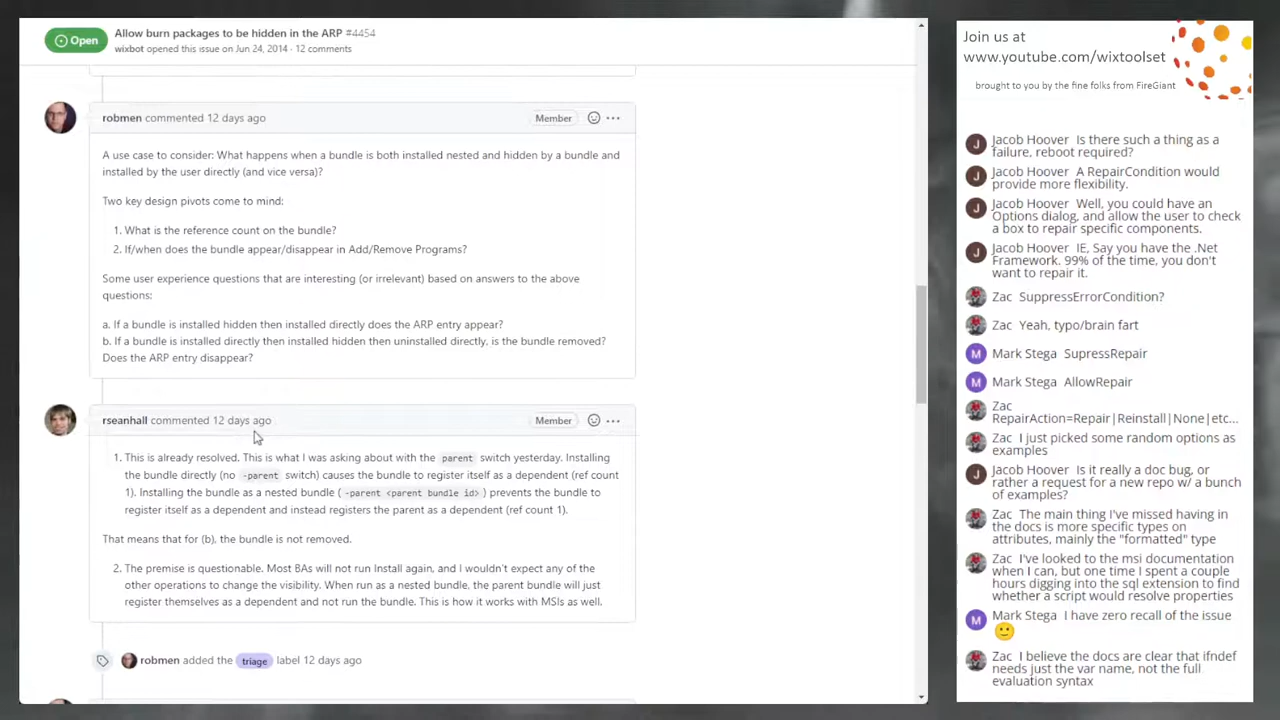 Open
Allow burn packages to be hidden in the ARP #4454
wixbot opened this issue on Jun 24, 2014 · 12 comments
robmen commented 12 days ago
Member
A use case to consider: What happens when a bundle is both installed nested and hidden by a bundle and
installed by the user directly (and vice versa)?
Two key design pivots come to mind:
1. What is the reference count on the bundle?
2. If/when does the bundle appear/disappear in Add/Remove Programs?
Some user experience questions that are interesting (or irrelevant) based on answers to the above
questions:
a. If a bundle is installed hidden then installed directly does the ARP entry appear?
b. If a bundle is installed directly then installed hidden then uninstalled directly, is the bundle removed?
Does the ARP entry disappear?
rseanhall commented 12 days ago
Member
1. This is already resolved. This is what I was asking about with the parent switch yesterday. Installing
the bundle directly (no -parent switch) causes the bundle to register itself as a dependent (ref count
1). Installing the bundle as a nested bundle ( -parent <parent bundle id> ) prevents the bundle to
register itself as a dependent and instead registers the parent as a dependent (ref count 1).
That means that for (b), the bundle is not removed.
2. The premise is questionable. Most BAs will not run Install again, and I wouldn't expect any of the
other operations to change the visibility. When run as a nested bundle, the parent bundle will just
register themselves as a dependent and not run the bundle. This is how it works with MSIs as well.
robmen added the triage label 12 days ago
Join us at
www.youtube.com/wixtoolset
brought to you by the fine folks from FireGiant
J Jacob Hoover Is there such a thing as a
failure, reboot required?
J Jacob Hoover A RepairCondition would
provide more flexibility.
J Jacob Hoover Well, you could have an
Options dialog, and allow the user to check
a box to repair specific components.
J Jacob Hoover IE, Say you have the .Net
Framework. 99% of the time, you don't
want to repair it.
Zac SuppressErrorCondition?
Zac Yeah, typo/brain fart
M Mark Stega SupressRepair
M Mark Stega AllowRepair
Zac
RepairAction=Repair|Reinstall|None|etc...
Zac I just picked some random options as
examples
J Jacob Hoover Is it really a doc bug, or
rather a request for a new repo w/ a bunch
of examples?
Zac The main thing I've missed having in
the docs is more specific types on
attributes, mainly the "formatted" type
Zac I've looked to the msi documentation
when I can, but one time I spent a couple
hours digging into the sql extension to find
whether a script would resolve properties
M Mark Stega I have zero recall of the issue
🙂
Zac I believe the docs are clear that ifndef
needs just the var name, not the full
evaluation syntax